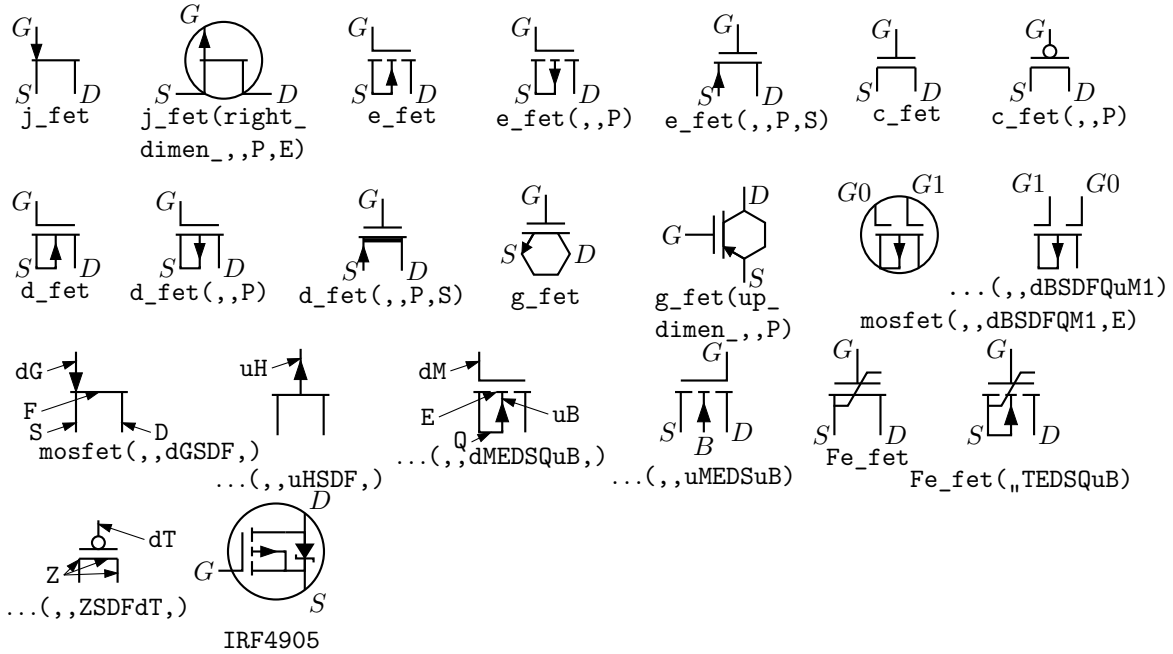 G G G G G G G
S D S D S D S D S D S D S D
j_fet j_fet(right_ e_fet e_fet(,,P) e_fet(,,P,S) c_fet c_fet(,,P)
dimen_,,P,E)
G G G G G D G0 G1 G1 G0
S D S D S D S D S
d_fet d_fet(,,P) d_fet(,,P,S) g_fet g_fet(up_ ...(,,dBSDFQuM1)
dimen_,,P) mosfet(,,dBSDFQM1,E)
dG uH dM G G G
F E uB
S D Q B S D S D S D
mosfet(,,dGSDF,) ...(,,uHSDF,) ...(,,dMEDSQuB,) ...(,,uMEDSuB) Fe_fet Fe_fet(„TEDSQuB)
dT D
Z G
...(,,ZSDFdT,) S
IRF4905